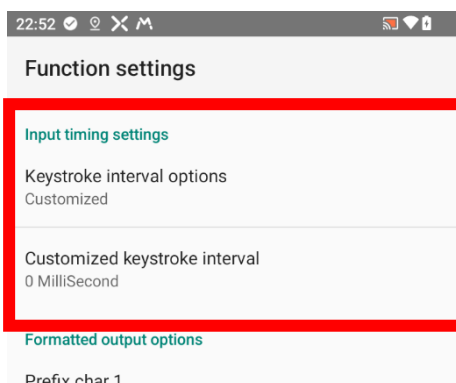 22:52
Function settings
Input timing settings
Keystroke interval options
Customized
Customized keystroke interval
0 MilliSecond
Formatted output options
Prefix char 1